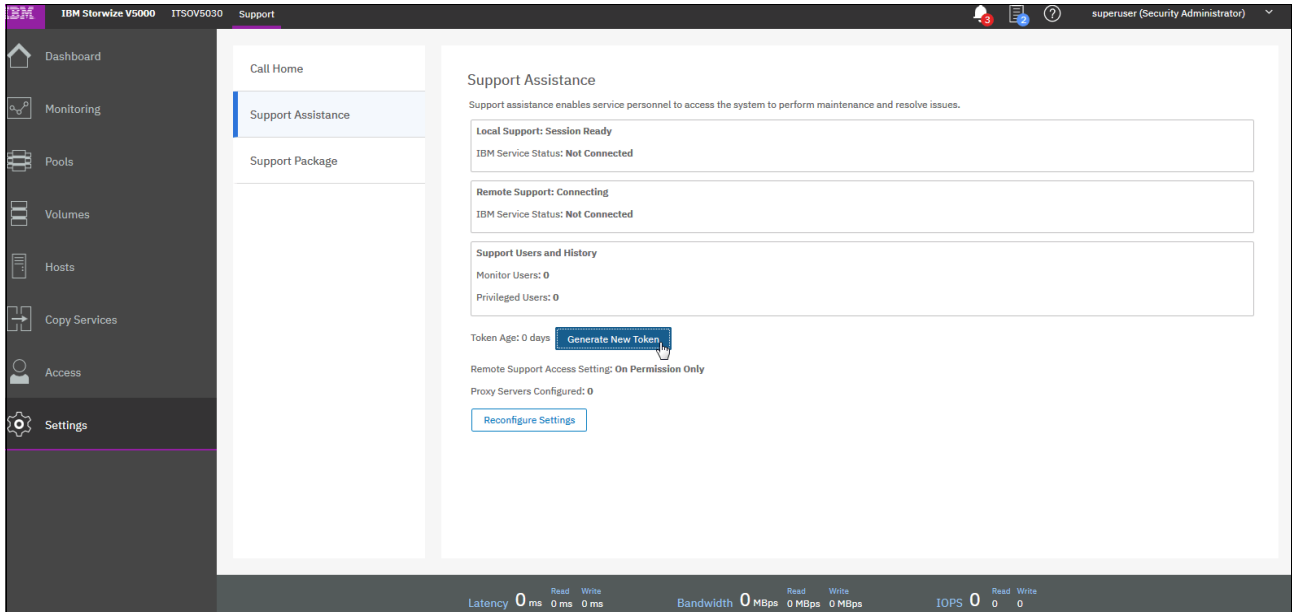 IBM IBM Storwize V5000 ITSOV5030 Support 3 2 ? superuser (Security Administrator)
Dashboard
Monitoring
Pools
Volumes
Hosts
Copy Services
Access
Settings
Call Home
Support Assistance
Support Package
Support Assistance
Support assistance enables service personnel to access the system to perform maintenance and resolve issues.
Local Support: Session Ready
IBM Service Status: Not Connected
Remote Support: Connecting
IBM Service Status: Not Connected
Support Users and History
Monitor Users: 0
Privileged Users: 0
Token Age: 0 days Generate New Token
Remote Support Access Setting: On Permission Only
Proxy Servers Configured: 0
Reconfigure Settings
Read Write Read Write Read Write
Latency 0 ms 0 ms 0 ms Bandwidth 0 MBps 0 MBps 0 MBps IOPS 0 0 0